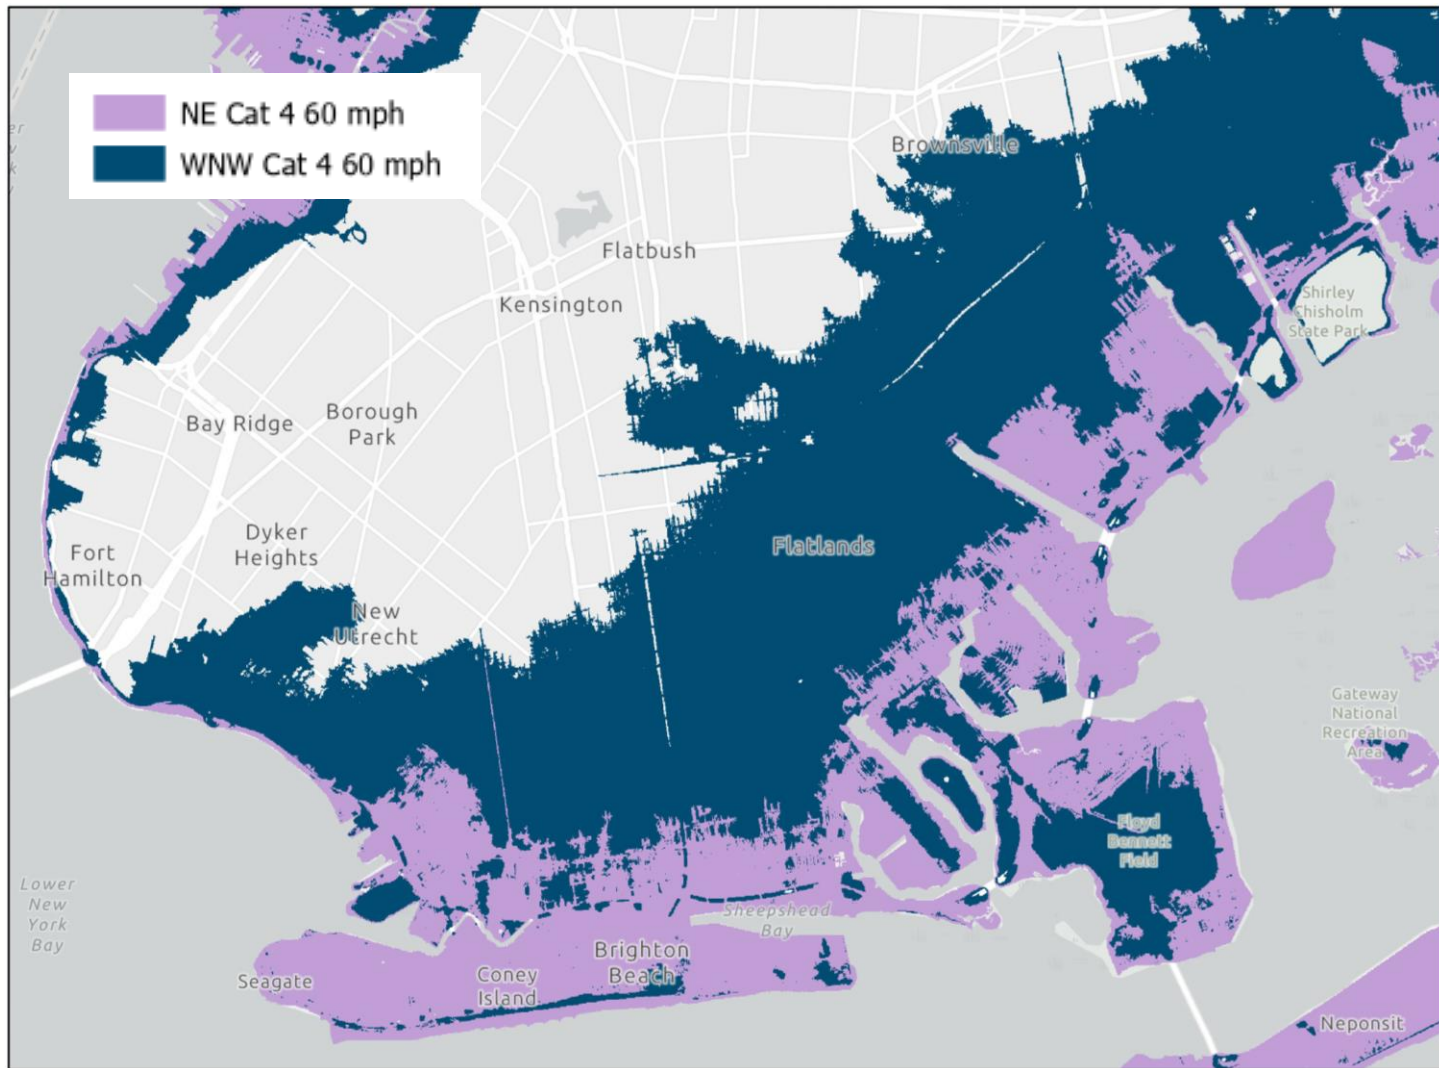 NE Cat 4 60 mph
WNW Cat 4 60 mph
Brownsville
Flatbush
Kensington
Shirley
Chisholm
State Park
Bay Ridge
Borough
Park
Dyker
Heights
Fort
Hamilton
Flatlands
New
Utrecht
Gateway
National
Recreation
Area
Floyd
Bennett
Field
Lower
New
York
Bay
Sheepshead
Bay
Brighton
Beach
Seagate
Coney
Island
Neponsit